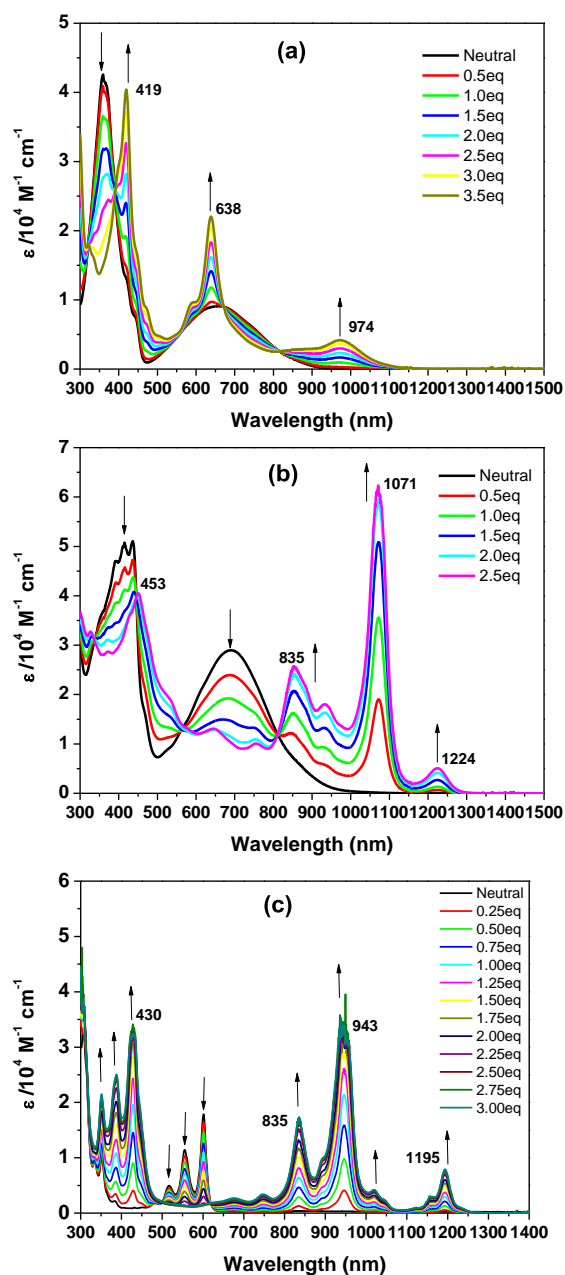 (a)
ε /10⁴ M⁻¹ cm⁻¹
5
4
3
2
1
0
419
638
974
Neutral
0.5eq
1.0eq
1.5eq
2.0eq
2.5eq
3.0eq
3.5eq
300 400 500 600 700 800 900 1000 1100 1200 1300 1400 1500
Wavelength (nm)
(b)
ε /10⁴ M⁻¹ cm⁻¹
7
6
5
4
3
2
1
0
453
835
1071
1224
Neutral
0.5eq
1.0eq
1.5eq
2.0eq
2.5eq
300 400 500 600 700 800 900 1000 1100 1200 1300 1400 1500
Wavelength (nm)
(c)
ε /10⁴ M⁻¹ cm⁻¹
6
5
4
3
2
1
0
430
835
943
1195
Neutral
0.25eq
0.50eq
0.75eq
1.00eq
1.25eq
1.50eq
1.75eq
2.00eq
2.25eq
2.50eq
2.75eq
3.00eq
300 400 500 600 700 800 900 1000 1100 1200 1300 1400
Wavelength (nm)